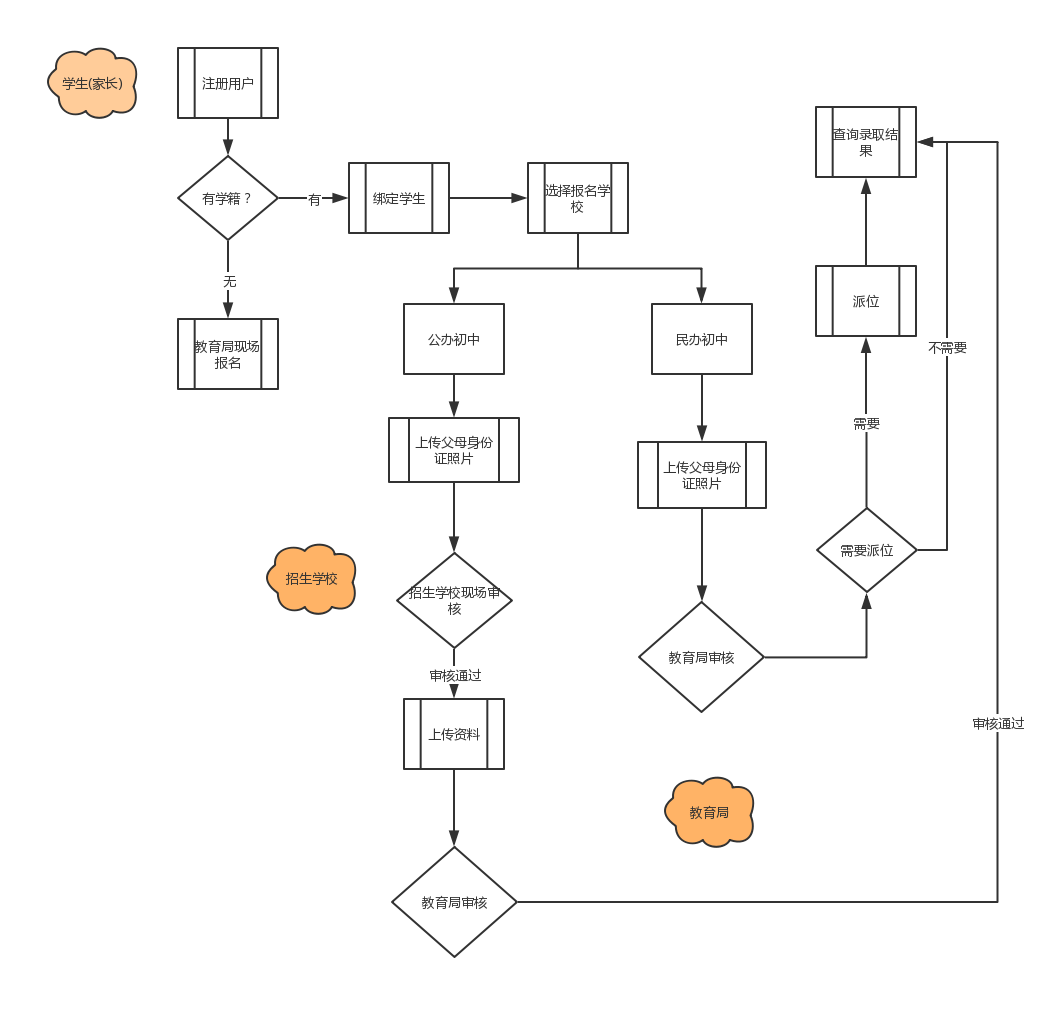 学生(家长)
注册用户
有学籍？
有
绑定学生
选择报名学
校
无
教育局现场
报名
公办初中
民办初中
上传父母身份
证照片
上传父母身份
证照片
招生学校
招生学校现场审
核
审核通过
上传资料
教育局审核
教育局审核
教育局
查询录取结
果
派位
不需要
需要
需要派位
审核通过